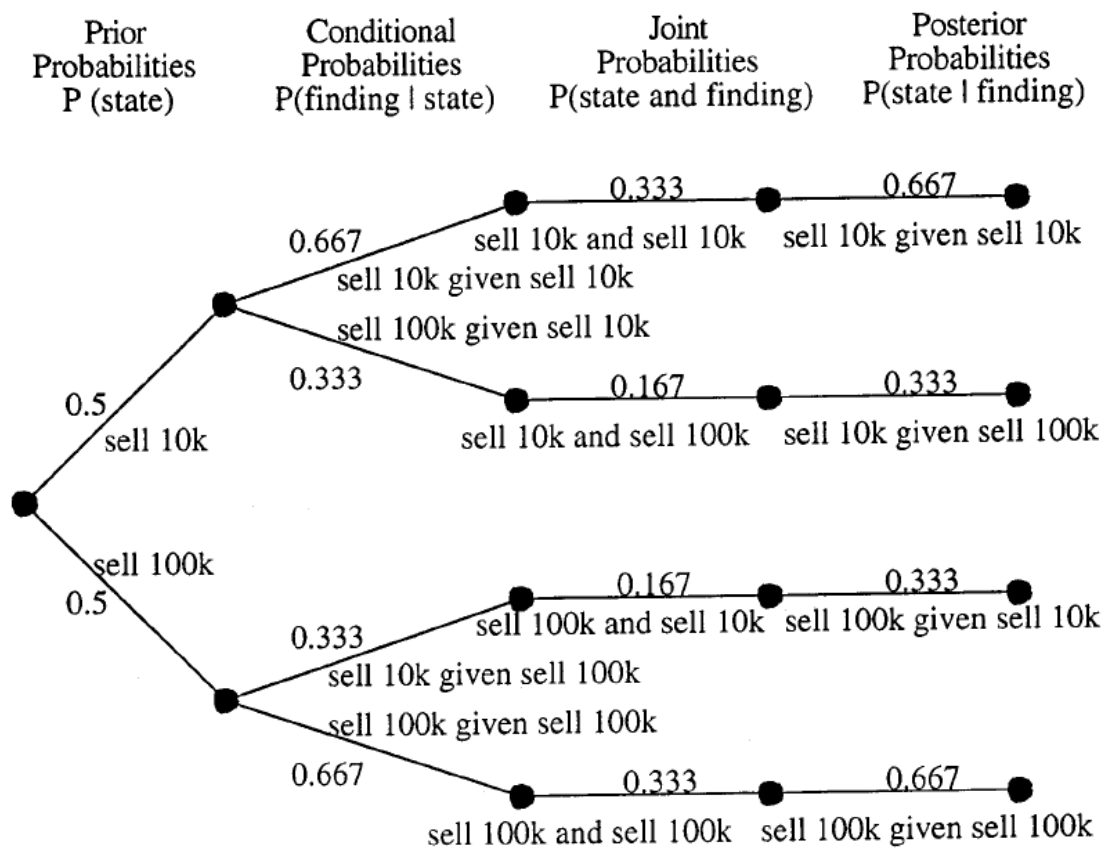 Prior
Probabilities
P (state)
Conditional
Probabilities
P(finding | state)
Joint
Probabilities
P(state and finding)
Posterior
Probabilities
P(state | finding)
0.333
0.667
0.667
sell 10k and sell 10k
sell 10k given sell 10k
sell 10k given sell 10k
sell 100k given sell 10k
0.333
0.167
0.333
0.5
sell 10k
sell 10k and sell 100k
sell 10k given sell 100k
sell 100k
0.5
0.167
0.333
0.333
sell 100k and sell 10k
sell 100k given sell 10k
sell 10k given sell 100k
sell 100k given sell 100k
0.667
0.333
0.667
sell 100k and sell 100k
sell 100k given sell 100k